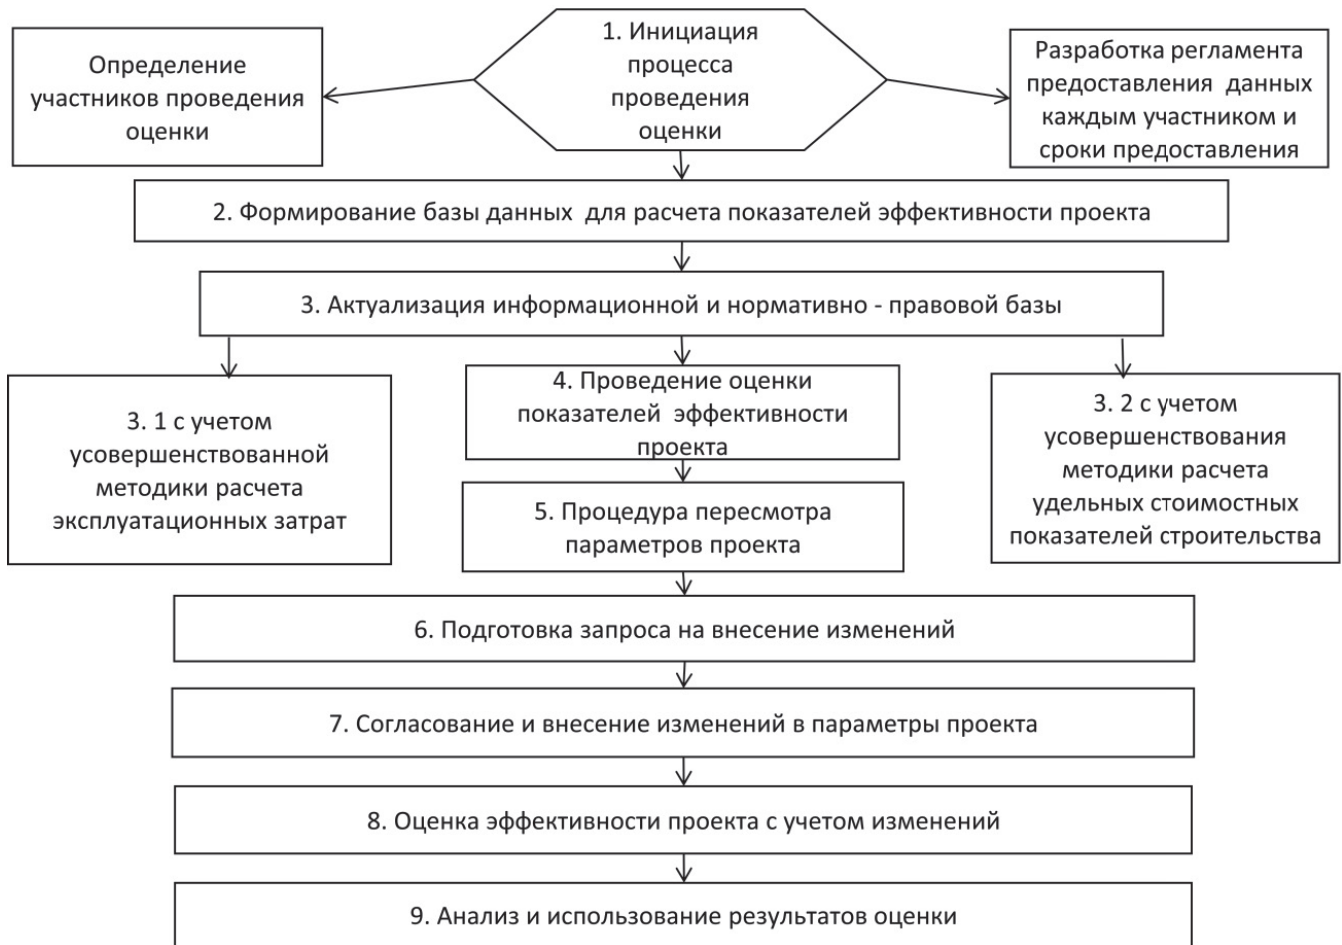 Определение
участников проведения
оценки
1. Инициация
процесса
проведения
оценки
Разработка регламента
предоставления данных
каждым участником и
сроки предоставления
2. Формирование базы данных для расчета показателей эффективности проекта
3. Актуализация информационной и нормативно - правовой базы
3. 1 с учетом
усовершенствованной
методики расчета
эксплуатационных затрат
4. Проведение оценки
показателей эффективности
проекта
3. 2 с учетом
усовершенствования
методики расчета
удельных стоимостных
показателей строительства
5. Процедура пересмотра
параметров проекта
6. Подготовка запроса на внесение изменений
7. Согласование и внесение изменений в параметры проекта
8. Оценка эффективности проекта с учетом изменений
9. Анализ и использование результатов оценки